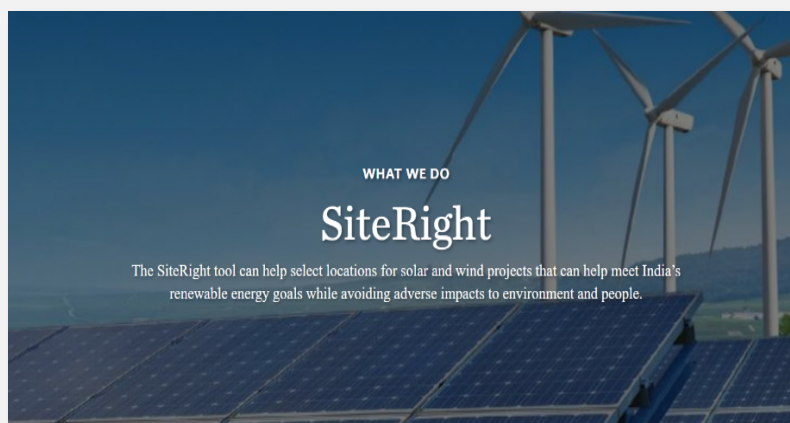 WHAT WE DO
SiteRight
The SiteRight tool can help select locations for solar and wind projects that can help meet India’s
renewable energy goals while avoiding adverse impacts to environment and people.